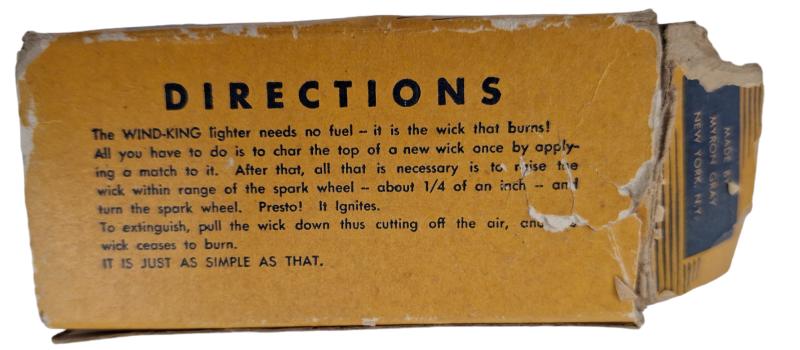 DIRECTIONS
The WIND-KING lighter needs no fuel -- it is the wick that burns!
All you have to do is to char the top of a new wick once by apply-
ing a match to it. After that, all that is necessary is to raise the
wick within range of the spark wheel -- about 1/4 of an inch -- and
turn the spark wheel. Presto! It Ignites.
To extinguish, pull the wick down thus cutting off the air, and
wick ceases to burn.
IT IS JUST AS SIMPLE AS THAT.
MADE BY
MYRON GRAY
NEW YORK, N.Y.